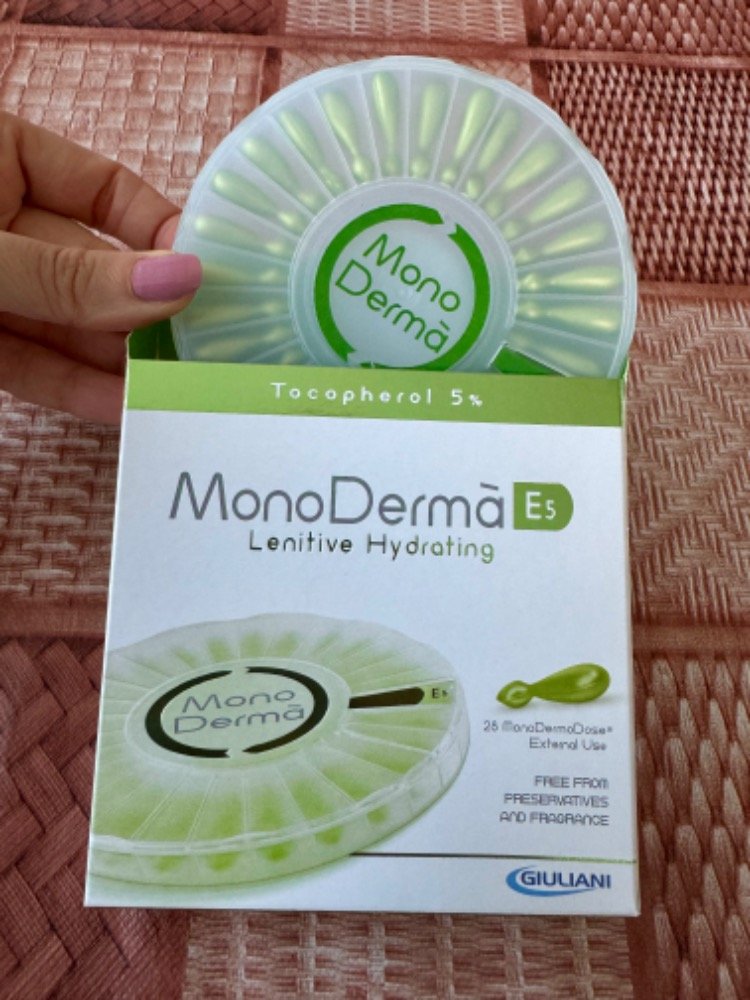 Mono
Dermà
Tocopherol 5%
MonoDermà E5
Lenitive Hydrating
Mono
Dermà
E5
28 MonoDermoDose®
External Use
FREE FROM
PRESERVATIVES
AND FRAGRANCE
GIULIANI